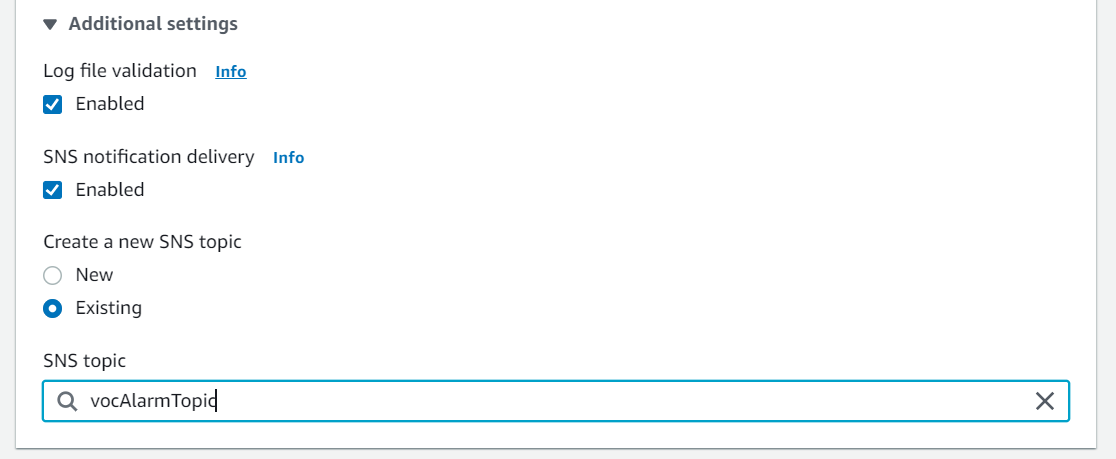 Additional settings
Log file validation Info
Enabled
SNS notification delivery Info
Enabled
Create a new SNS topic
New
Existing
SNS topic
vocAlarmTopic